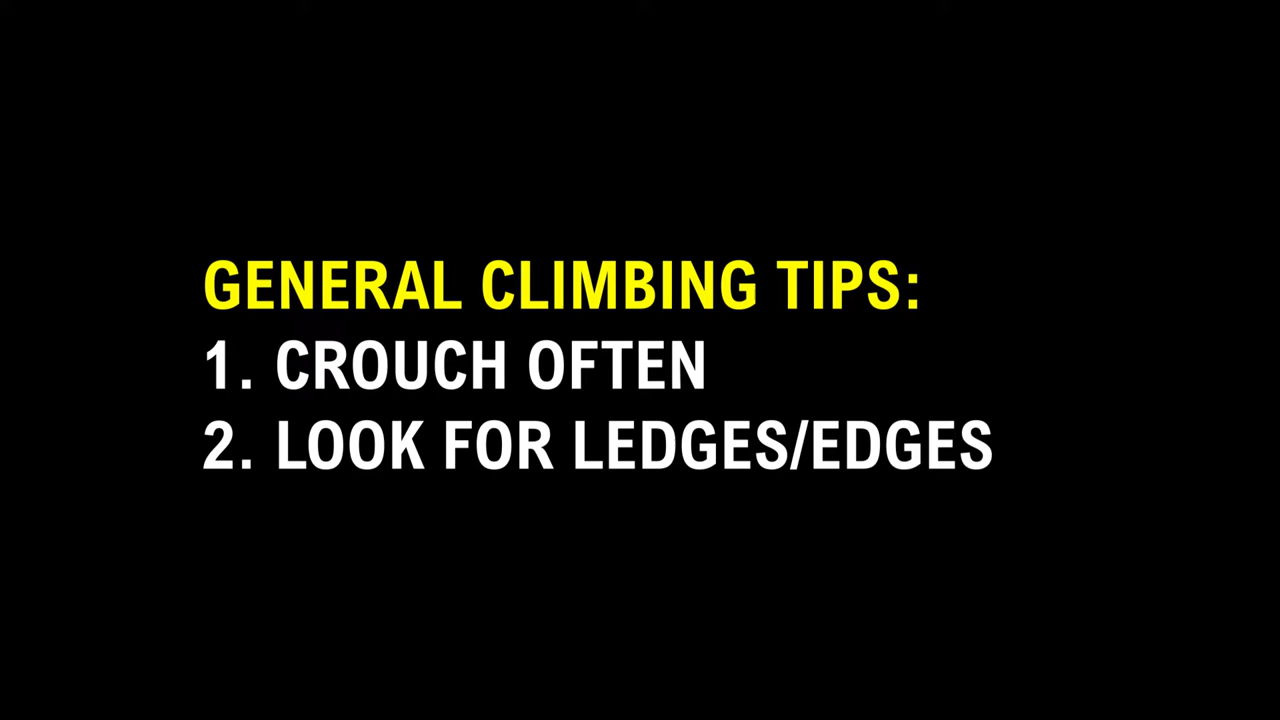 GENERAL CLIMBING TIPS:
1. CROUCH OFTEN
2. LOOK FOR LEDGES/EDGES